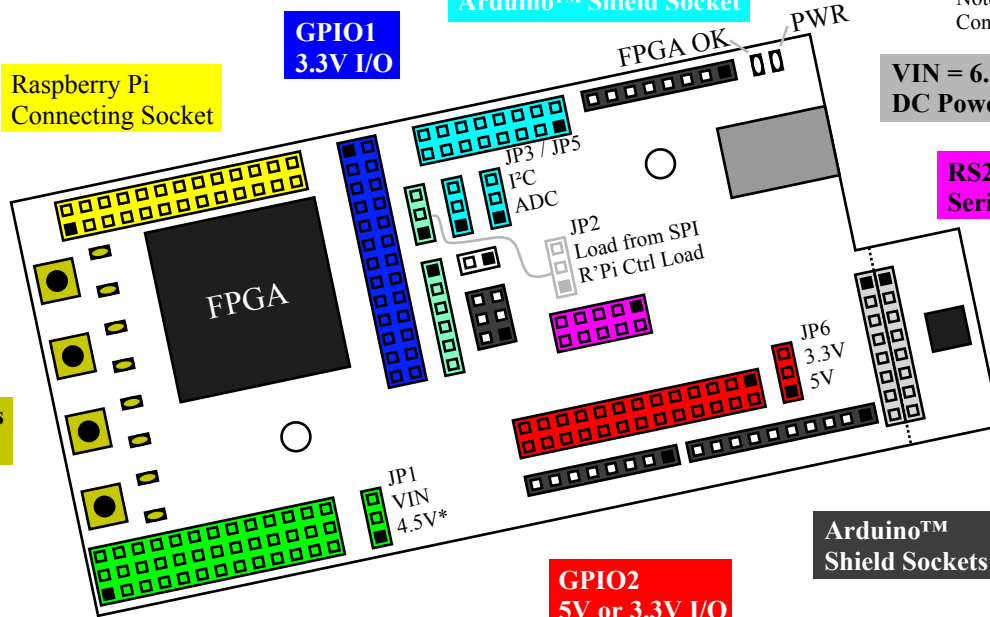 Arduino™ Shield Socket
GPIO1
3.3V I/O
Raspberry Pi
Connecting Socket
FPGA OK
PWR
VIN = 6.
DC Powe
RS2
Seri
JP3 / JP5
I²C
ADC
JP2
Load from SPI
R'Pi Ctrl Load
FPGA
JP6
3.3V
5V
JP1
VIN
4.5V*
Arduino™
Shield Sockets
GPIO2
5V or 3.3V I/O